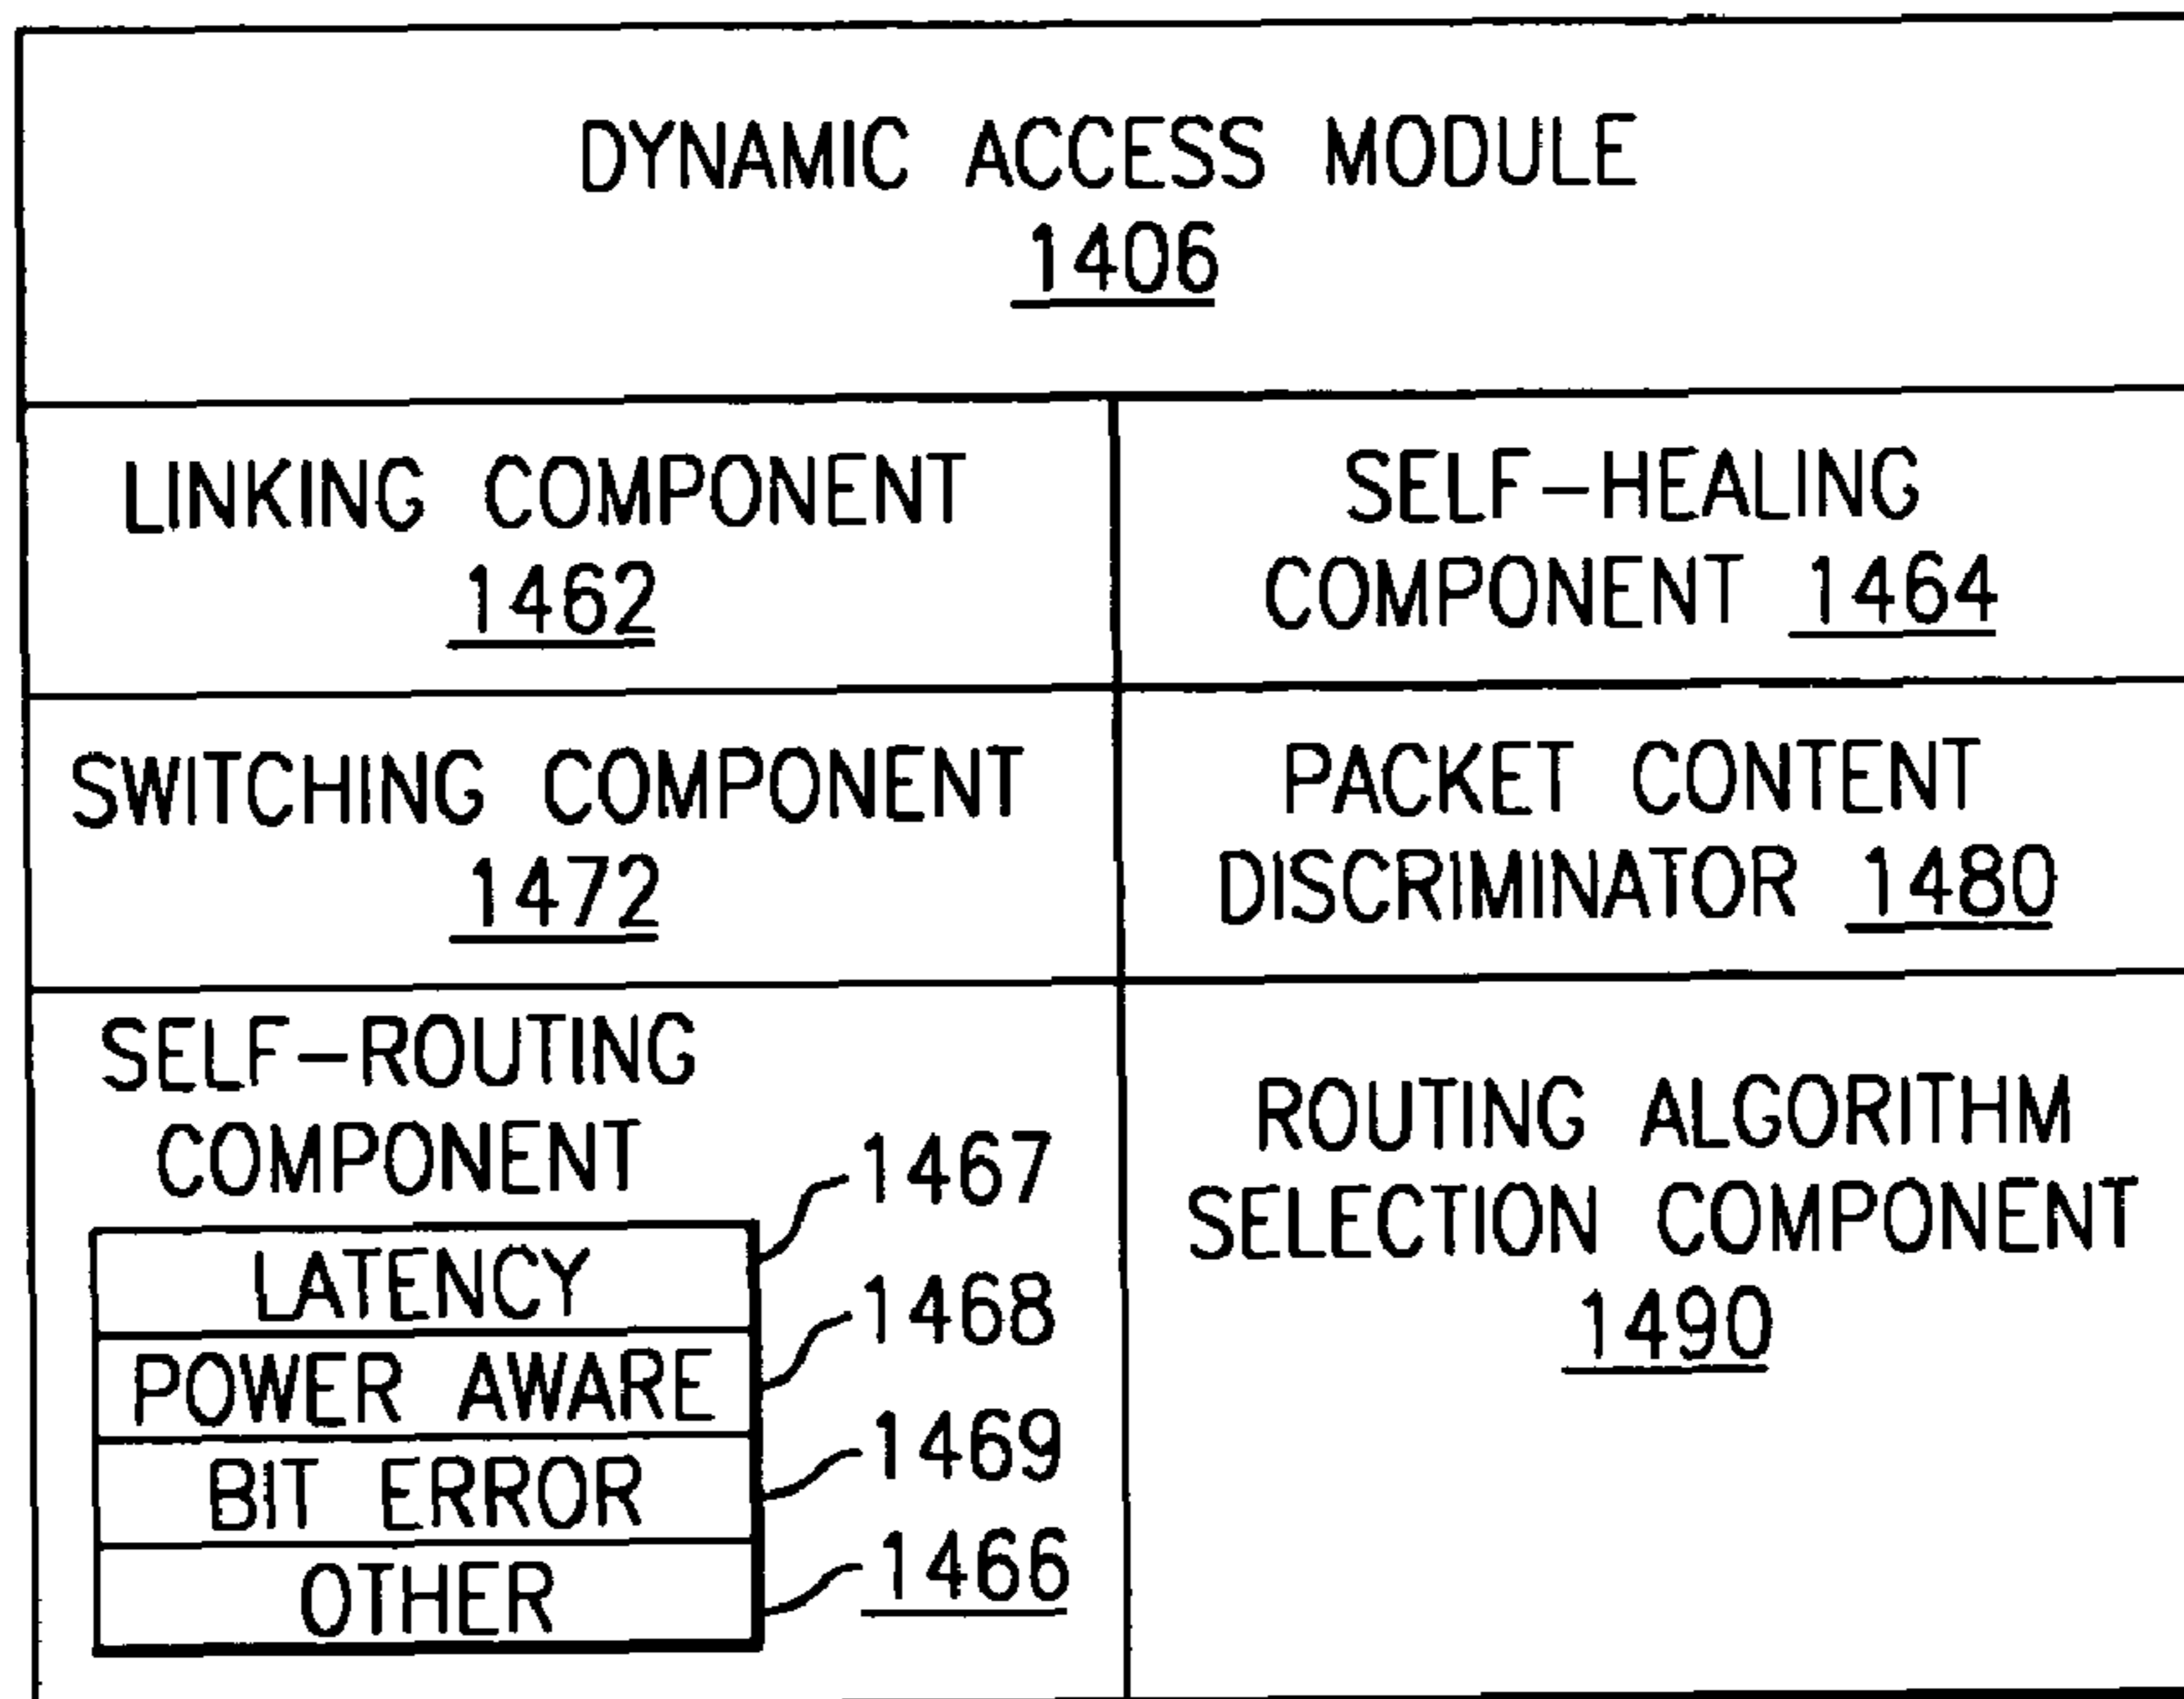 DYNAMIC ACCESS MODULE
1406
LINKING COMPONENT
1462
SELF-HEALING
COMPONENT 1464
SWITCHING COMPONENT
1472
PACKET CONTENT
DISCRIMINATOR 1480
SELF-ROUTING
COMPONENT
1467
LATENCY
1468
POWER AWARE
1469
BIT ERROR
1466
OTHER
ROUTING ALGORITHM
SELECTION COMPONENT
1490